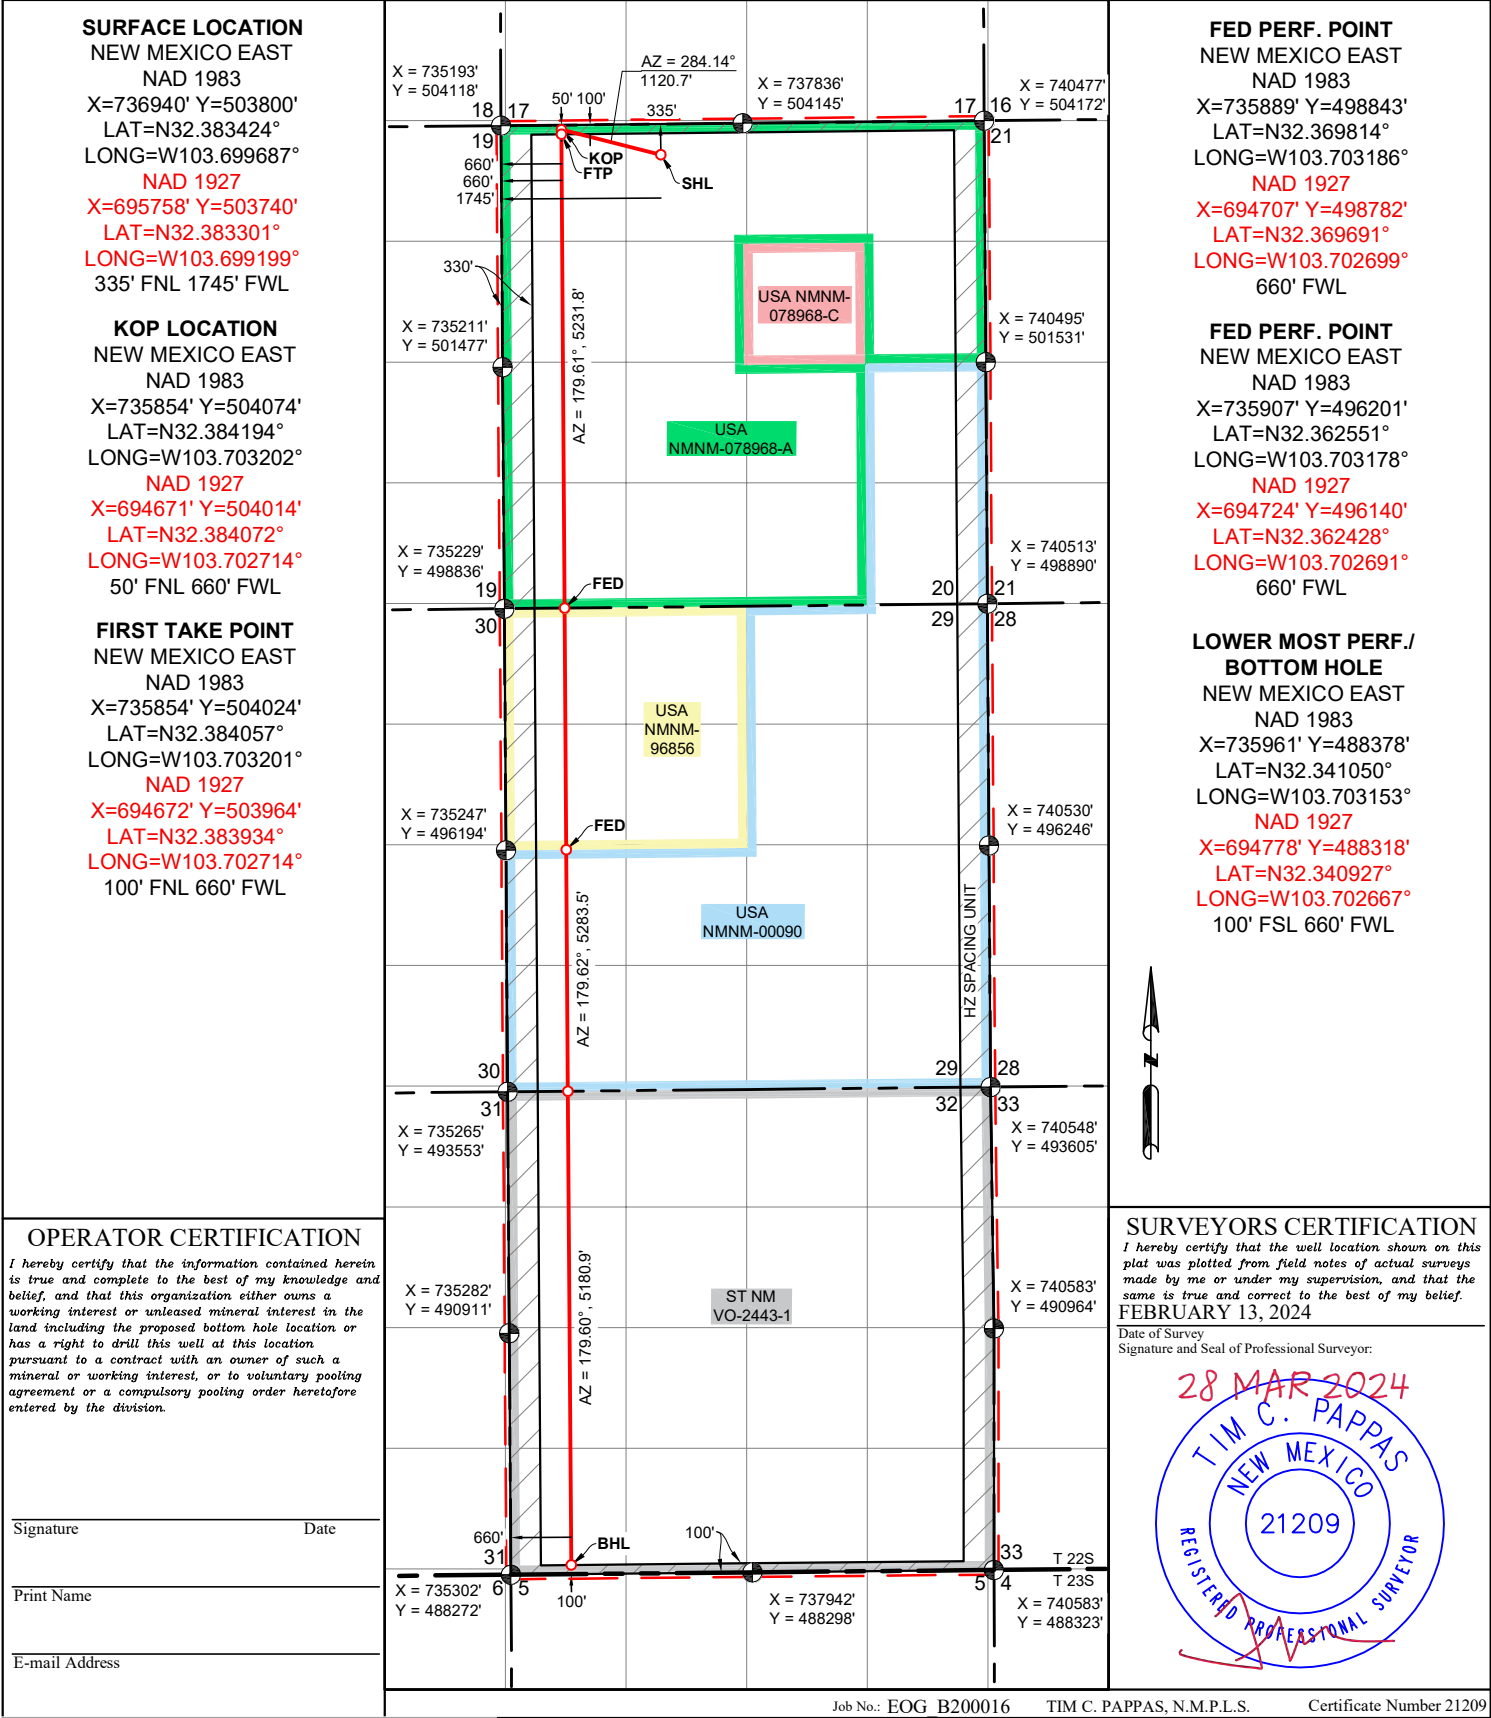 SURFACE LOCATION
NEW MEXICO EAST
NAD 1983
X=736940' Y=503800'
LAT=N32.383424°
LONG=W103.699687°
NAD 1927
X=695758' Y=503740'
LAT=N32.383301°
LONG=W103.699199°
335' FNL 1745' FWL
KOP LOCATION
NEW MEXICO EAST
NAD 1983
X=735854' Y=504074'
LAT=N32.384194°
LONG=W103.703202°
NAD 1927
X=694671' Y=504014'
LAT=N32.384072°
LONG=W103.702714°
50' FNL 660' FWL
FIRST TAKE POINT
NEW MEXICO EAST
NAD 1983
X=735854' Y=504024'
LAT=N32.384057°
LONG=W103.703201°
NAD 1927
X=694672' Y=503964'
LAT=N32.383934°
LONG=W103.702714°
100' FNL 660' FWL
OPERATOR CERTIFICATION
I hereby certify that the information contained herein
is true and complete to the best of my knowledge and
belief, and that this organization either owns a
working interest or unleased mineral interest in the
land including the proposed bottom hole location or
has a right to drill this well at this location
pursuant to a contract with an owner of such a
mineral or working interest, or to voluntary pooling
agreement or a compulsory pooling order heretofore
entered by the division.
Signature Date
Print Name
E-mail Address
X = 735193'
Y = 504118'
AZ = 284.14°
1120.7'
X = 737836'
Y = 504145'
X = 740477'
Y = 504172'
18 17
50' 100'
335'
17 16
19
21
KOP
FTP
SHL
660'
660'
1745'
330'
USA NMNM-
078968-C
X = 735211'
Y = 501477'
X = 740495'
Y = 501531'
AZ = 179.61°, 5231.8'
USA
NMNM-078968-A
X = 735229'
Y = 498836'
X = 740513'
Y = 498890'
19
FED
20 21
30
29 28
USA
NMNM-
96856
X = 735247'
Y = 496194'
FED
X = 740530'
Y = 496246'
AZ = 179.62°, 5283.5'
USA
NMNM-00090
HZ SPACING UNIT
30
29 28
31
32 33
X = 735265'
Y = 493553'
X = 740548'
Y = 493605'
AZ = 179.60°, 5180.9'
X = 735282'
Y = 490911'
ST NM
VO-2443-1
X = 740583'
Y = 490964'
660'
BHL
100'
31
33
T 22S
6 5
5 4
T 23S
X = 735302'
Y = 488272'
100'
X = 737942'
Y = 488298'
X = 740583'
Y = 488323'
FED PERF. POINT
NEW MEXICO EAST
NAD 1983
X=735889' Y=498843'
LAT=N32.369814°
LONG=W103.703186°
NAD 1927
X=694707' Y=498782'
LAT=N32.369691°
LONG=W103.702699°
660' FWL
FED PERF. POINT
NEW MEXICO EAST
NAD 1983
X=735907' Y=496201'
LAT=N32.362551°
LONG=W103.703178°
NAD 1927
X=694724' Y=496140'
LAT=N32.362428°
LONG=W103.702691°
660' FWL
LOWER MOST PERF./
BOTTOM HOLE
NEW MEXICO EAST
NAD 1983
X=735961' Y=488378'
LAT=N32.341050°
LONG=W103.703153°
NAD 1927
X=694778' Y=488318'
LAT=N32.340927°
LONG=W103.702667°
100' FSL 660' FWL
N
SURVEYORS CERTIFICATION
I hereby certify that the well location shown on this
plat was plotted from field notes of actual surveys
made by me or under my supervision, and that the
same is true and correct to the best of my belief.
FEBRUARY 13, 2024
Date of Survey
Signature and Seal of Professional Surveyor:
28 MAR 2024
TIM C. PAPPAS
NEW MEXICO
21209
REGISTERED PROFESSIONAL SURVEYOR
Job No.: EOG_B200016 TIM C. PAPPAS, N.M.P.L.S. Certificate Number 21209